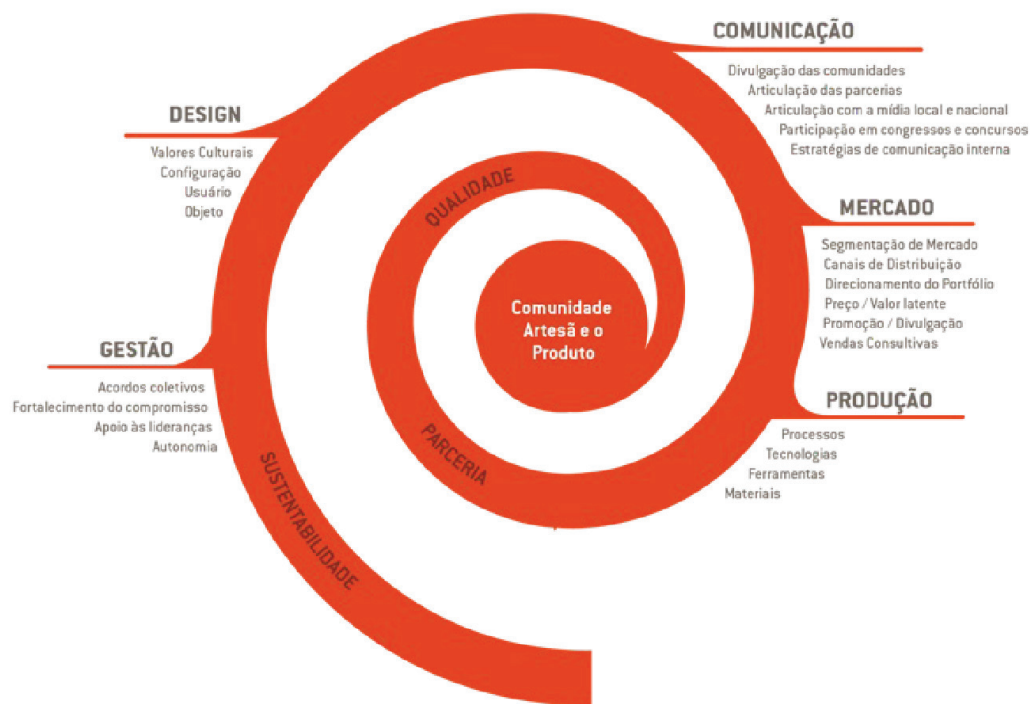 COMUNICAÇÃO
Divulgação das comunidades
Articulação das parcerias
Articulação com a mídia local e nacional
Participação em congressos e concursos
Estratégias de comunicação interna
DESIGN
Valores Culturais
Configuração
Usuário
Objeto
QUALIDADE
MERCADO
Segmentação de Mercado
Canais de Distribuição
Direcionamento do Portfólio
Preço / Valor latente
Promoção / Divulgação
Vendas Consultivas
Comunidade
Artesã e o
Produto
GESTÃO
Acordos coletivos
Fortalecimento do compromisso
Apoio às lideranças
Autonomia
PRODUÇÃO
Processos
Tecnologias
Ferramentas
Materiais
PARCERIA
SUSTENTABILIDADE